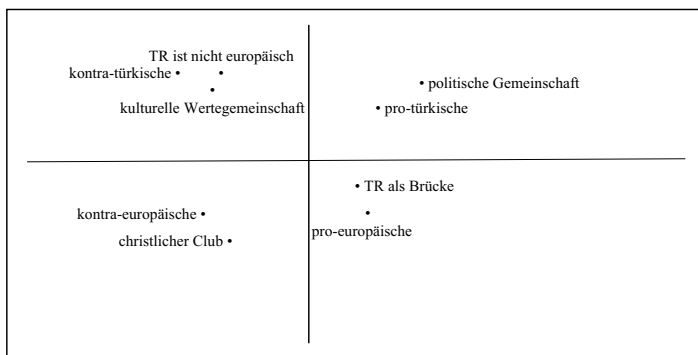 TR ist nicht europäisch
kontra-türkische
kulturelle Wertegemeinschaft
politische Gemeinschaft
pro-türkische
TR als Brücke
kontra-europäische
pro-europäische
christlicher Club